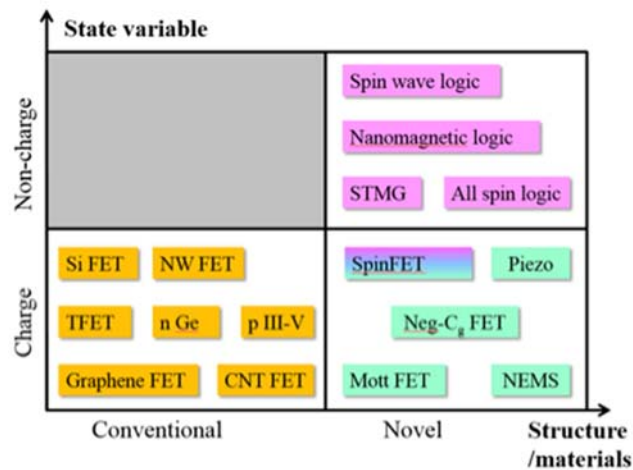 State variable
Non-charge
Spin wave logic
Nanomagnetic logic
STMG All spin logic
Charge
Si FET NW FET SpinFET Piezo
TFET n Ge p III-V Neg-Cg FET
Graphene FET CNT FET Mott FET NEMS
Conventional Novel Structure
/materials